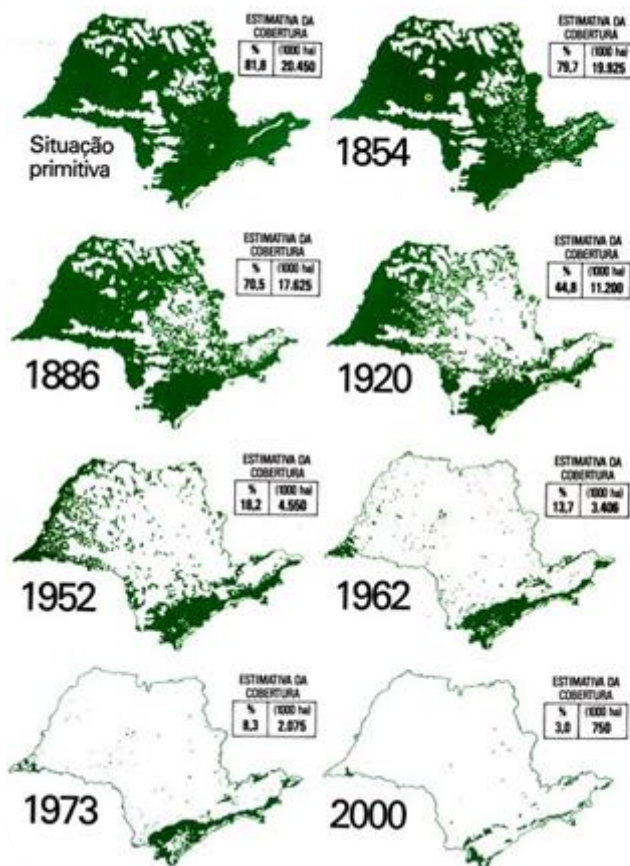 ESTIMATIVA DA
COBERTURA
% (1000 ha)
81,8 20.450
Situação
primitiva
ESTIMATIVA DA
COBERTURA
% (1000 ha)
79,7 19.925
1854
ESTIMATIVA DA
COBERTURA
% (1000 ha)
70,5 17.625
1886
ESTIMATIVA DA
COBERTURA
% (1000 ha)
44,8 11.200
1920
ESTIMATIVA DA
COBERTURA
% (1000 ha)
18,2 4.550
1952
ESTIMATIVA DA
COBERTURA
% (1000 ha)
13,7 3.406
1962
ESTIMATIVA DA
COBERTURA
% (1000 ha)
8,3 2.075
1973
ESTIMATIVA DA
COBERTURA
% (1000 ha)
3,0 750
2000